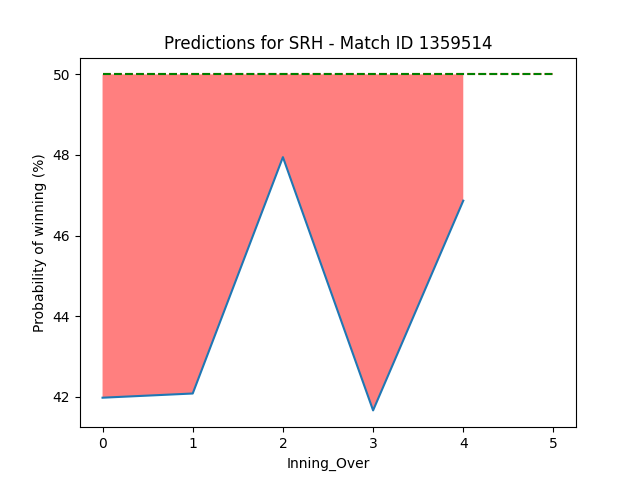 Predictions for SRH - Match ID 1359514
Probability of winning (%)
50
48
46
44
42
0 1 2 3 4 5
Inning_Over